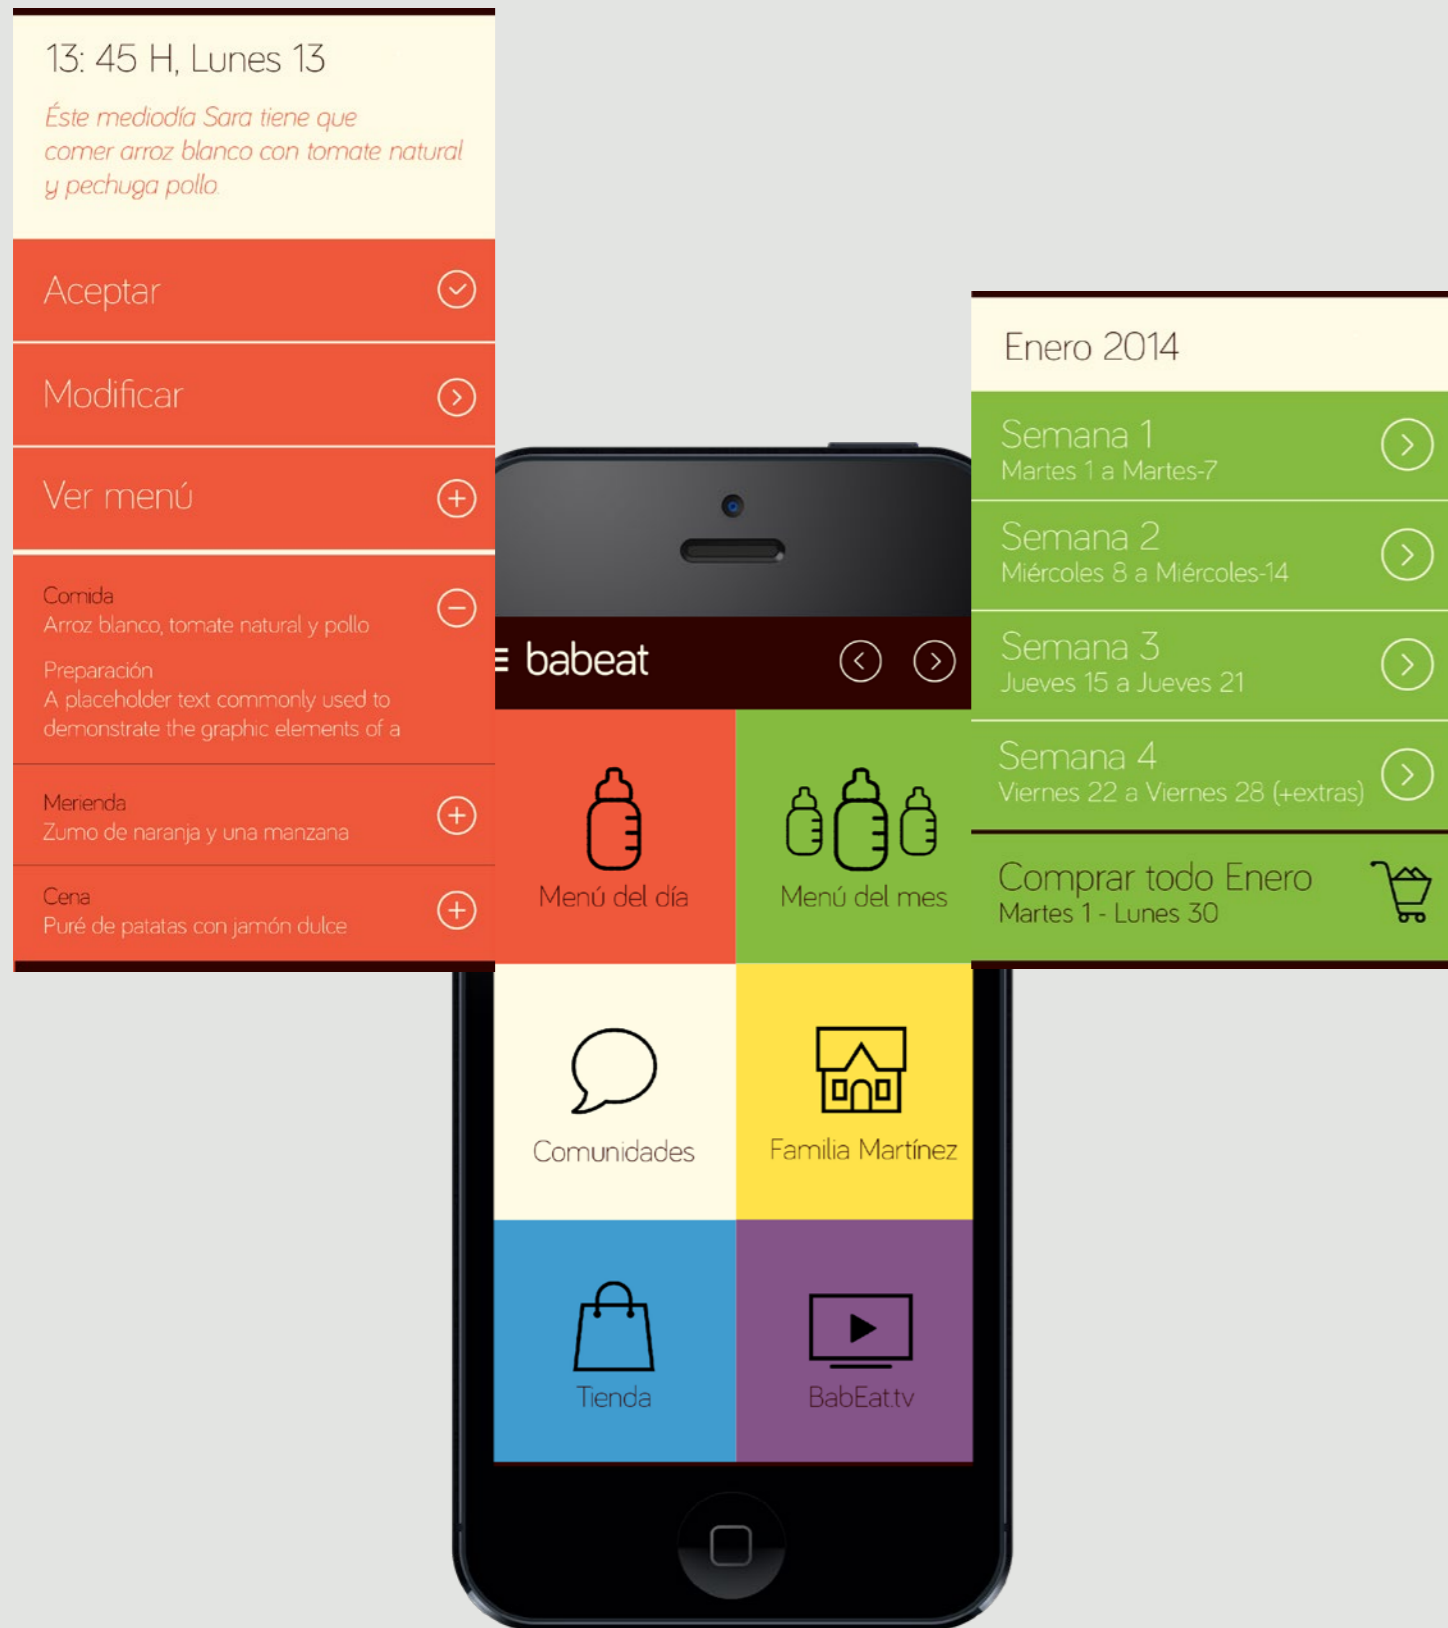 13: 45 H, Lunes 13
Éste mediodía Sara tiene que
comer arroz blanco con tomate natural
y pechuga pollo.
Aceptar
Modificar
Ver menú
Comida
Arroz blanco, tomate natural y pollo
Preparación
A placeholder text commonly used to
demonstrate the graphic elements of a
Merienda
Zumo de naranja y una manzana
Cena
Puré de patatas con jamón dulce
babeat
Menú del día
Menú del mes
Comunidades
Familia Martínez
Tienda
BabEat.tv
Enero 2014
Semana 1
Martes 1 a Martes-7
Semana 2
Miércoles 8 a Miércoles-14
Semana 3
Jueves 15 a Jueves 21
Semana 4
Viernes 22 a Viernes 28 (+extras)
Comprar todo Enero
Martes 1 - Lunes 30